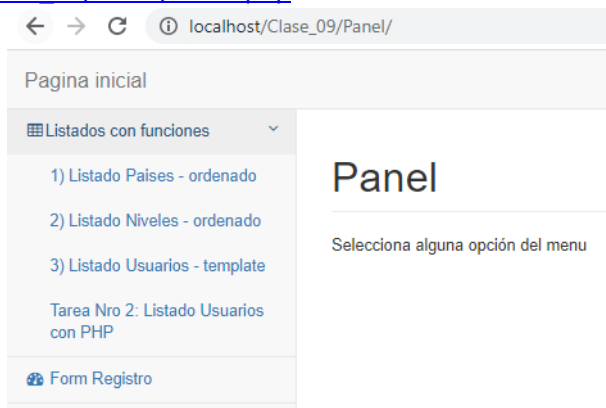 localhost/Clase_09/Panel/
Pagina inicial
Listados con funciones
1) Listado Paises - ordenado
2) Listado Niveles - ordenado
3) Listado Usuarios - template
Tarea Nro 2: Listado Usuarios
con PHP
Form Registro
Panel
Selecciona alguna opción del menu